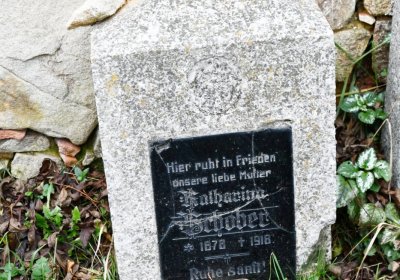 Hier ruht in Frieden
unsere liebe Mutter
Katharina
Schober
* 1878 † 1918
Ruhe sanft!